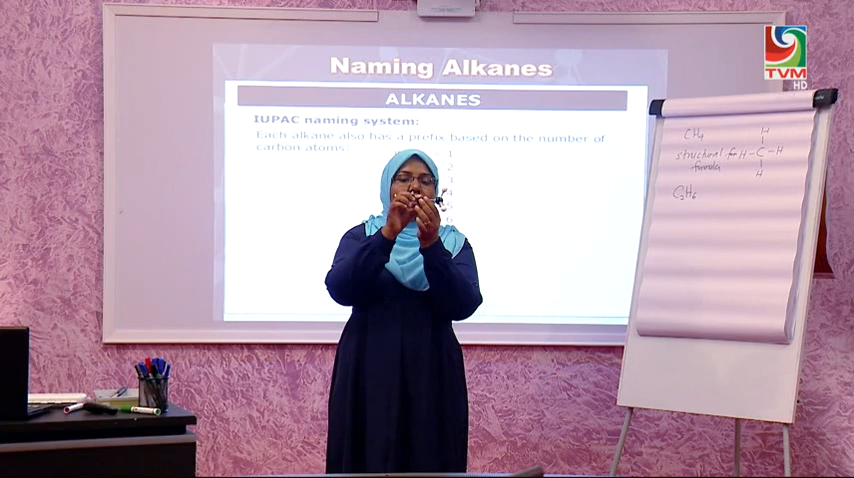 Naming Alkanes
ALKANES
IUPAC naming system:
Each alkane also has a prefix based on the number of
carbon atoms:
1
2
3
4
5
6
TVM
HD
CH4
H
structural for H-C-H
formula
H
C2H6